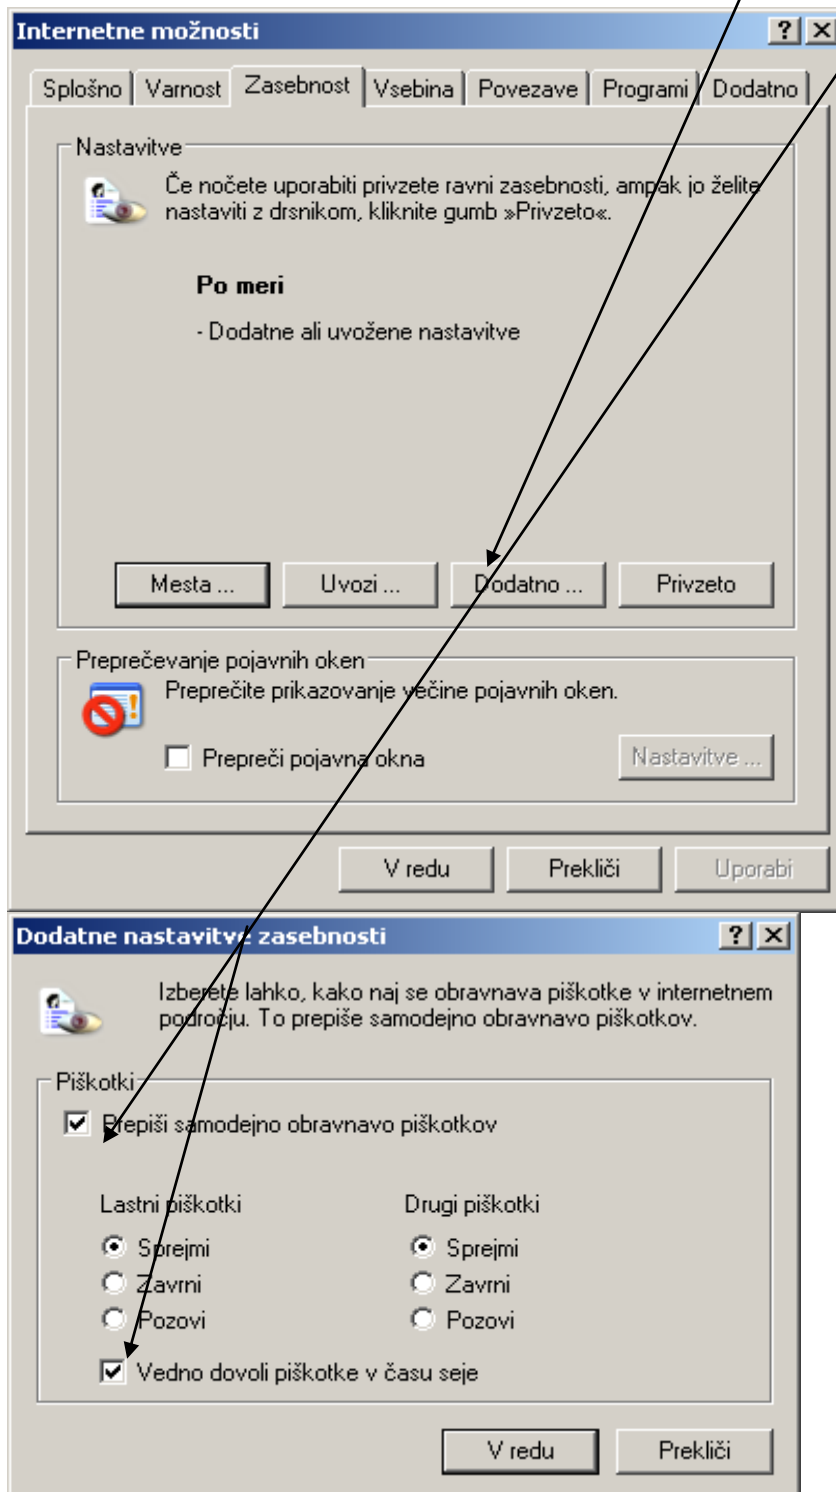 Internetne možnosti
Splošno Varnost Zasebnost Vsebina Povezave Programi Dodatno
Nastavitve
Če nočete uporabiti privzete ravni zasebnosti, ampak jo želite
nastaviti z drsnikom, kliknite gumb »Privzeto«.
Po meri
- Dodatne ali uvožene nastavitve
Mesta ... Uvozi ... Dodatno ... Privzeto
Preprečevanje pojavnih oken
Preprečite prikazovanje večine pojavnih oken.
Prepreči pojavna okna Nastavitve ...
V redu Prekliči Uporabi
Dodatne nastavitve zasebnosti
Izberete lahko, kako naj se obravnava piškotke v internetnem
področju. To prepiše samodejno obravnavo piškotkov.
Piškotki
Prepiši samodejno obravnavo piškotkov
Lastni piškotki Drugi piškotki
Sprejmi Sprejmi
Zavrni Zavrni
Pozovi Pozovi
Vedno dovoli piškotke v času seje
V redu Prekliči